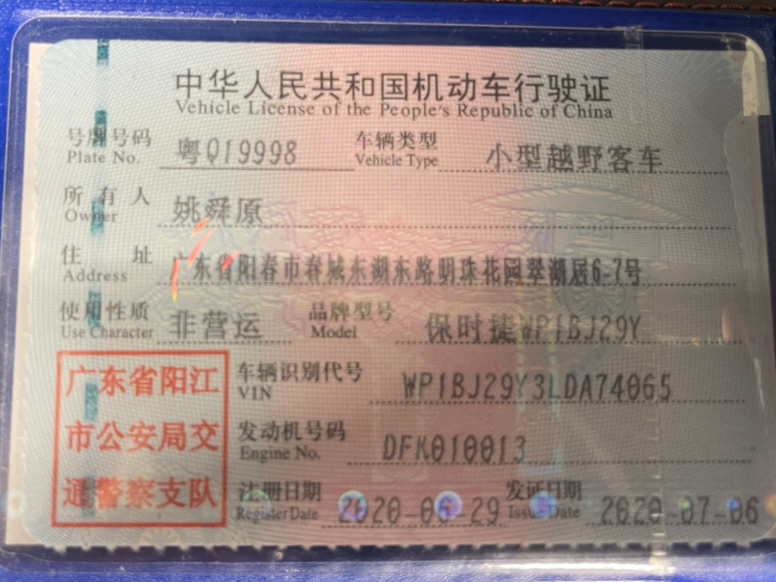 中华人民共和国机动车行驶证
Vehicle License of the People's Republic of China
号牌号码 粤Q19998 车辆类型 小型越野客车
Plate No. Vehicle Type
所有人 姚舜原
Owner
住址 广东省阳春市春城东湖东路明珠花园翠湖居6-7号
Address
使用性质 非营运 品牌型号 保时捷WP1BJ29Y
Use Character Model
广东省阳江
市公安局交
通警察支队
车辆识别代号 WP1BJ29Y3LDA74065
VIN
发动机号码 DFK010013
Engine No.
注册日期 2020-06-29 发证日期 2020-07-06
Register Date Issue Date